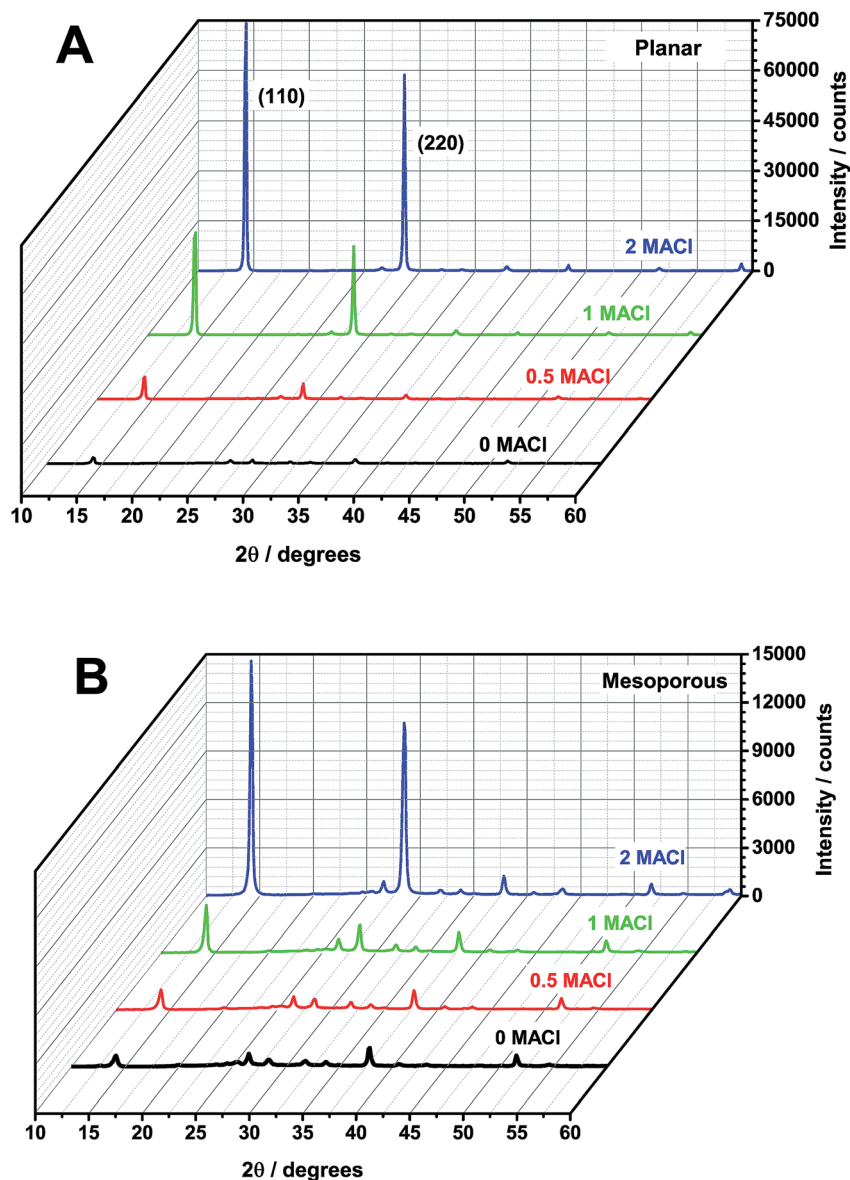 A
Planar
(110)
(220)
2 MACl
1 MACl
0.5 MACl
0 MACl
75000
60000
45000
30000
15000
0
Intensity / counts
10 15 20 25 30 35 40 45 50 55 60
2θ / degrees
B
Mesoporous
2 MACl
1 MACl
0.5 MACl
0 MACl
15000
12000
9000
6000
3000
0
Intensity / counts
10 15 20 25 30 35 40 45 50 55 60
2θ / degrees